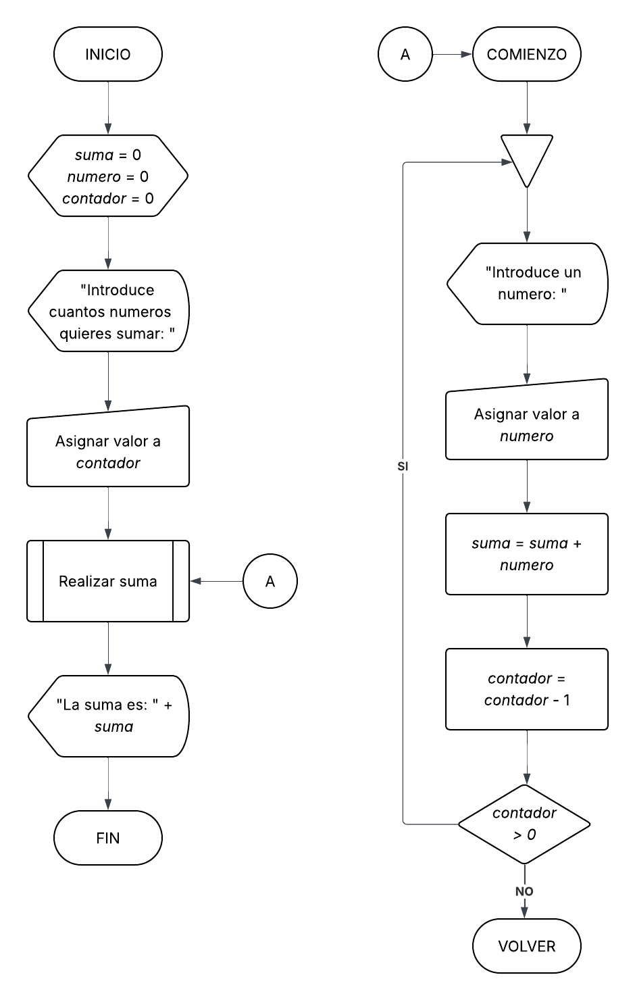 INICIO
suma = 0
numero = 0
contador = 0
"Introduce
cuantos numeros
quieres sumar: "
Asignar valor a
contador
Realizar suma
A
"La suma es: " +
suma
FIN
A
COMIENZO
"Introduce un
numero: "
Asignar valor a
numero
SI
suma = suma +
numero
contador =
contador - 1
contador
> 0
NO
VOLVER